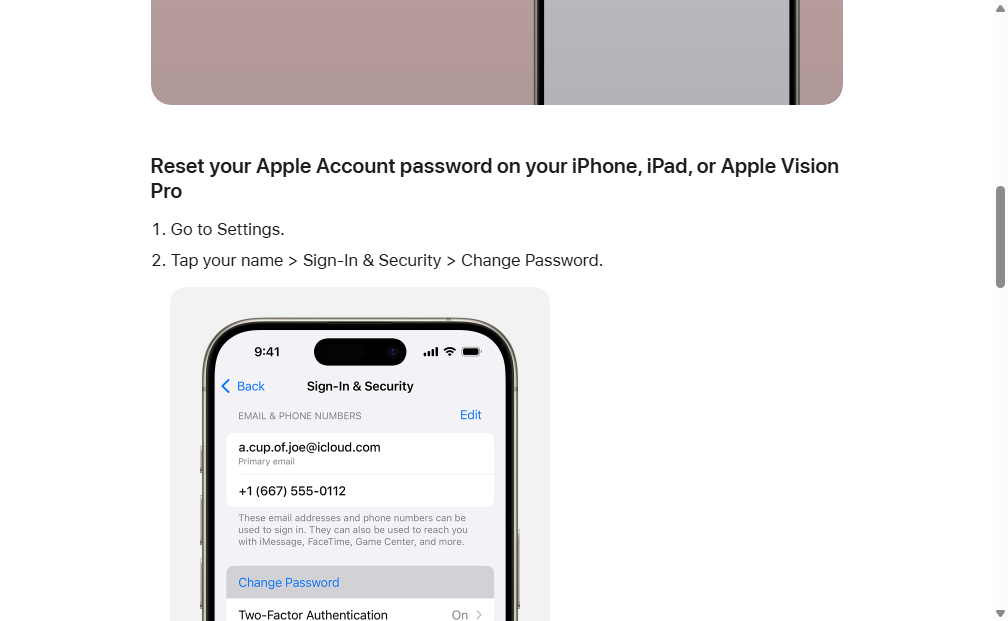 Reset your Apple Account password on your iPhone, iPad, or Apple Vision
Pro
1. Go to Settings.
2. Tap your name > Sign-In & Security > Change Password.
9:41
Back
Sign-In & Security
EMAIL & PHONE NUMBERS
Edit
a.cup.of.joe@icloud.com
Primary email
+1 (667) 555-0112
These email addresses and phone numbers can be
used to sign in. They can also be used to reach you
with iMessage, FaceTime, Game Center, and more.
Change Password
Two-Factor Authentication
On